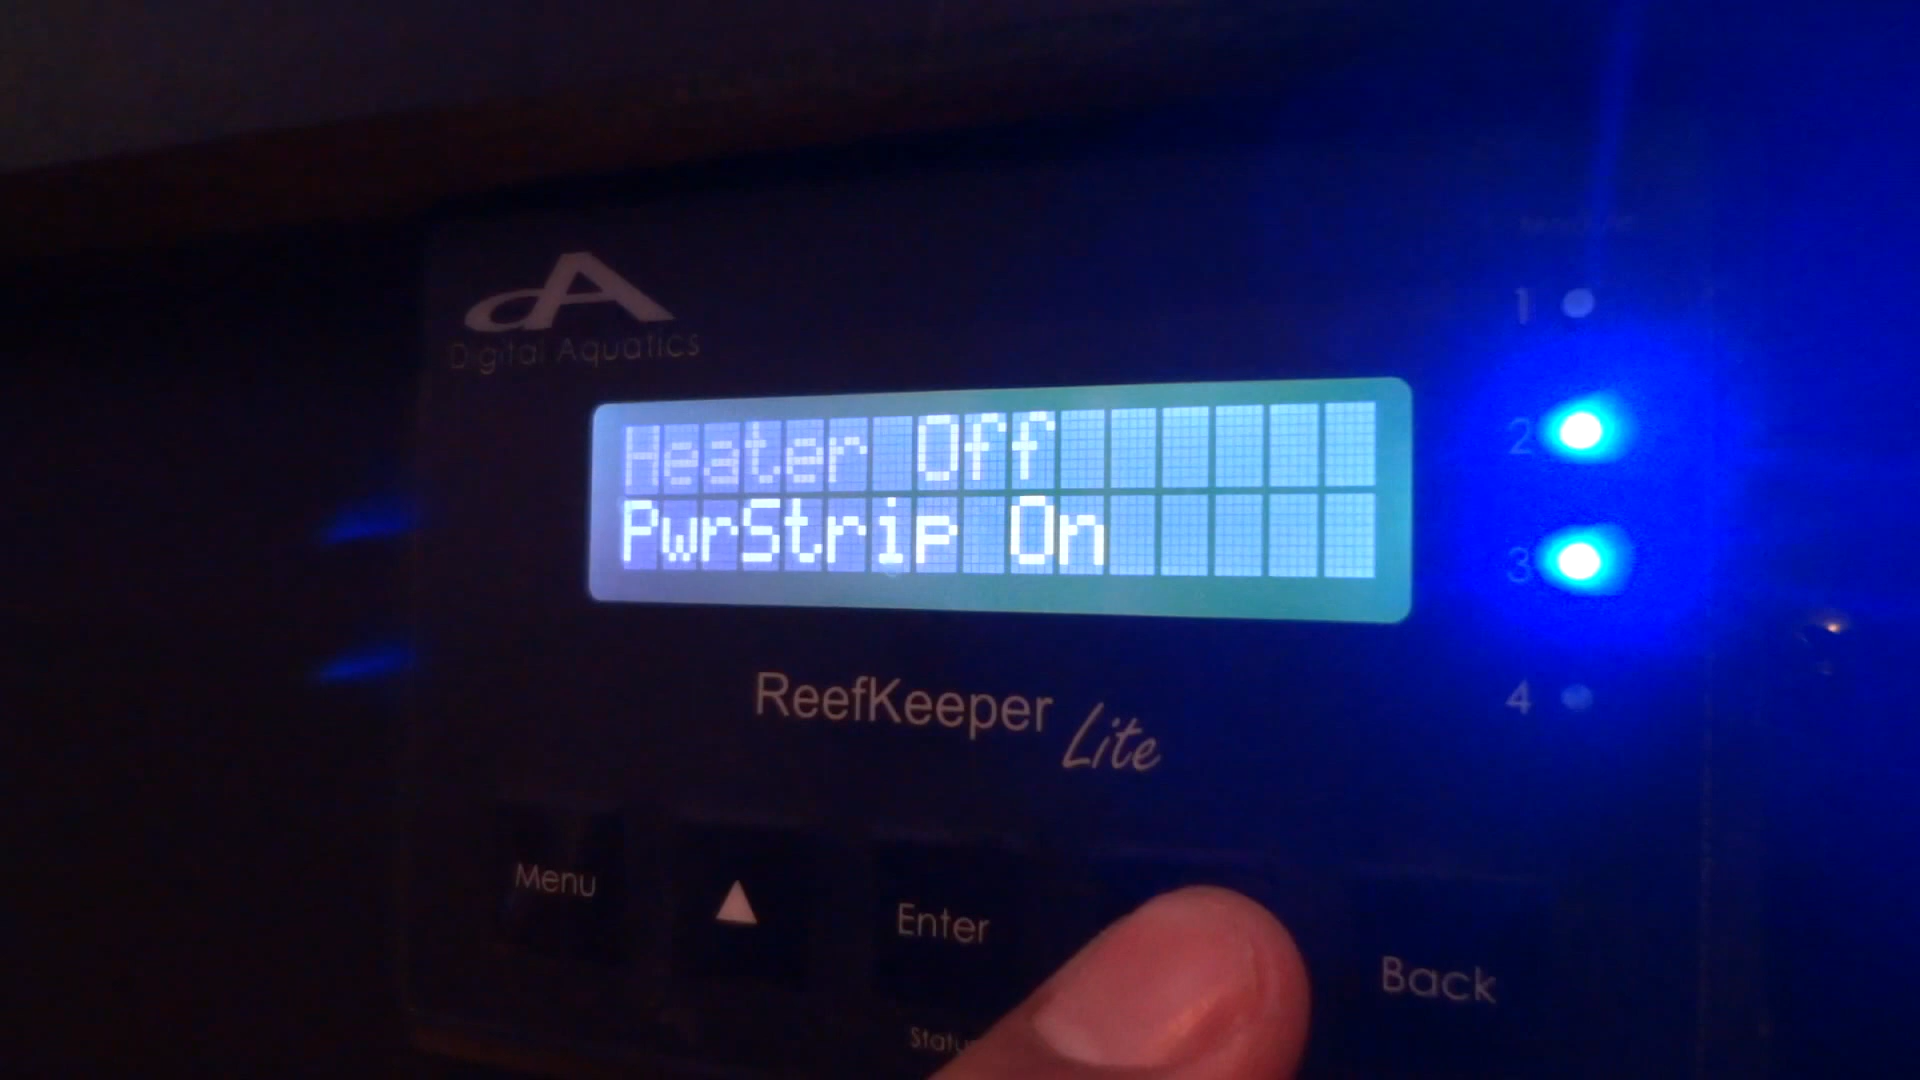 dA
Digital Aquatics
1
2
3
4
Heater Off
PwrStrip On
ReefKeeper Lite
Menu
Enter
Back